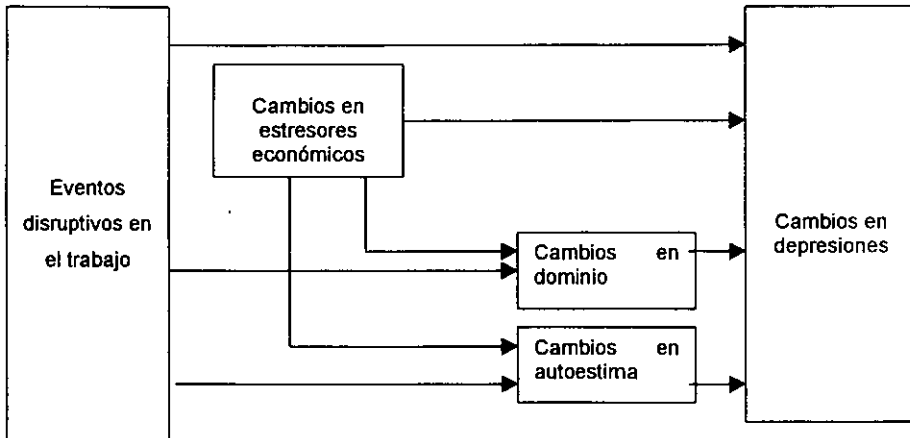 Eventos
disruptivos en
el trabajo
Cambios en
estresores
económicos
Cambios en
dominio
Cambios en
autoestima
Cambios en
depresiones